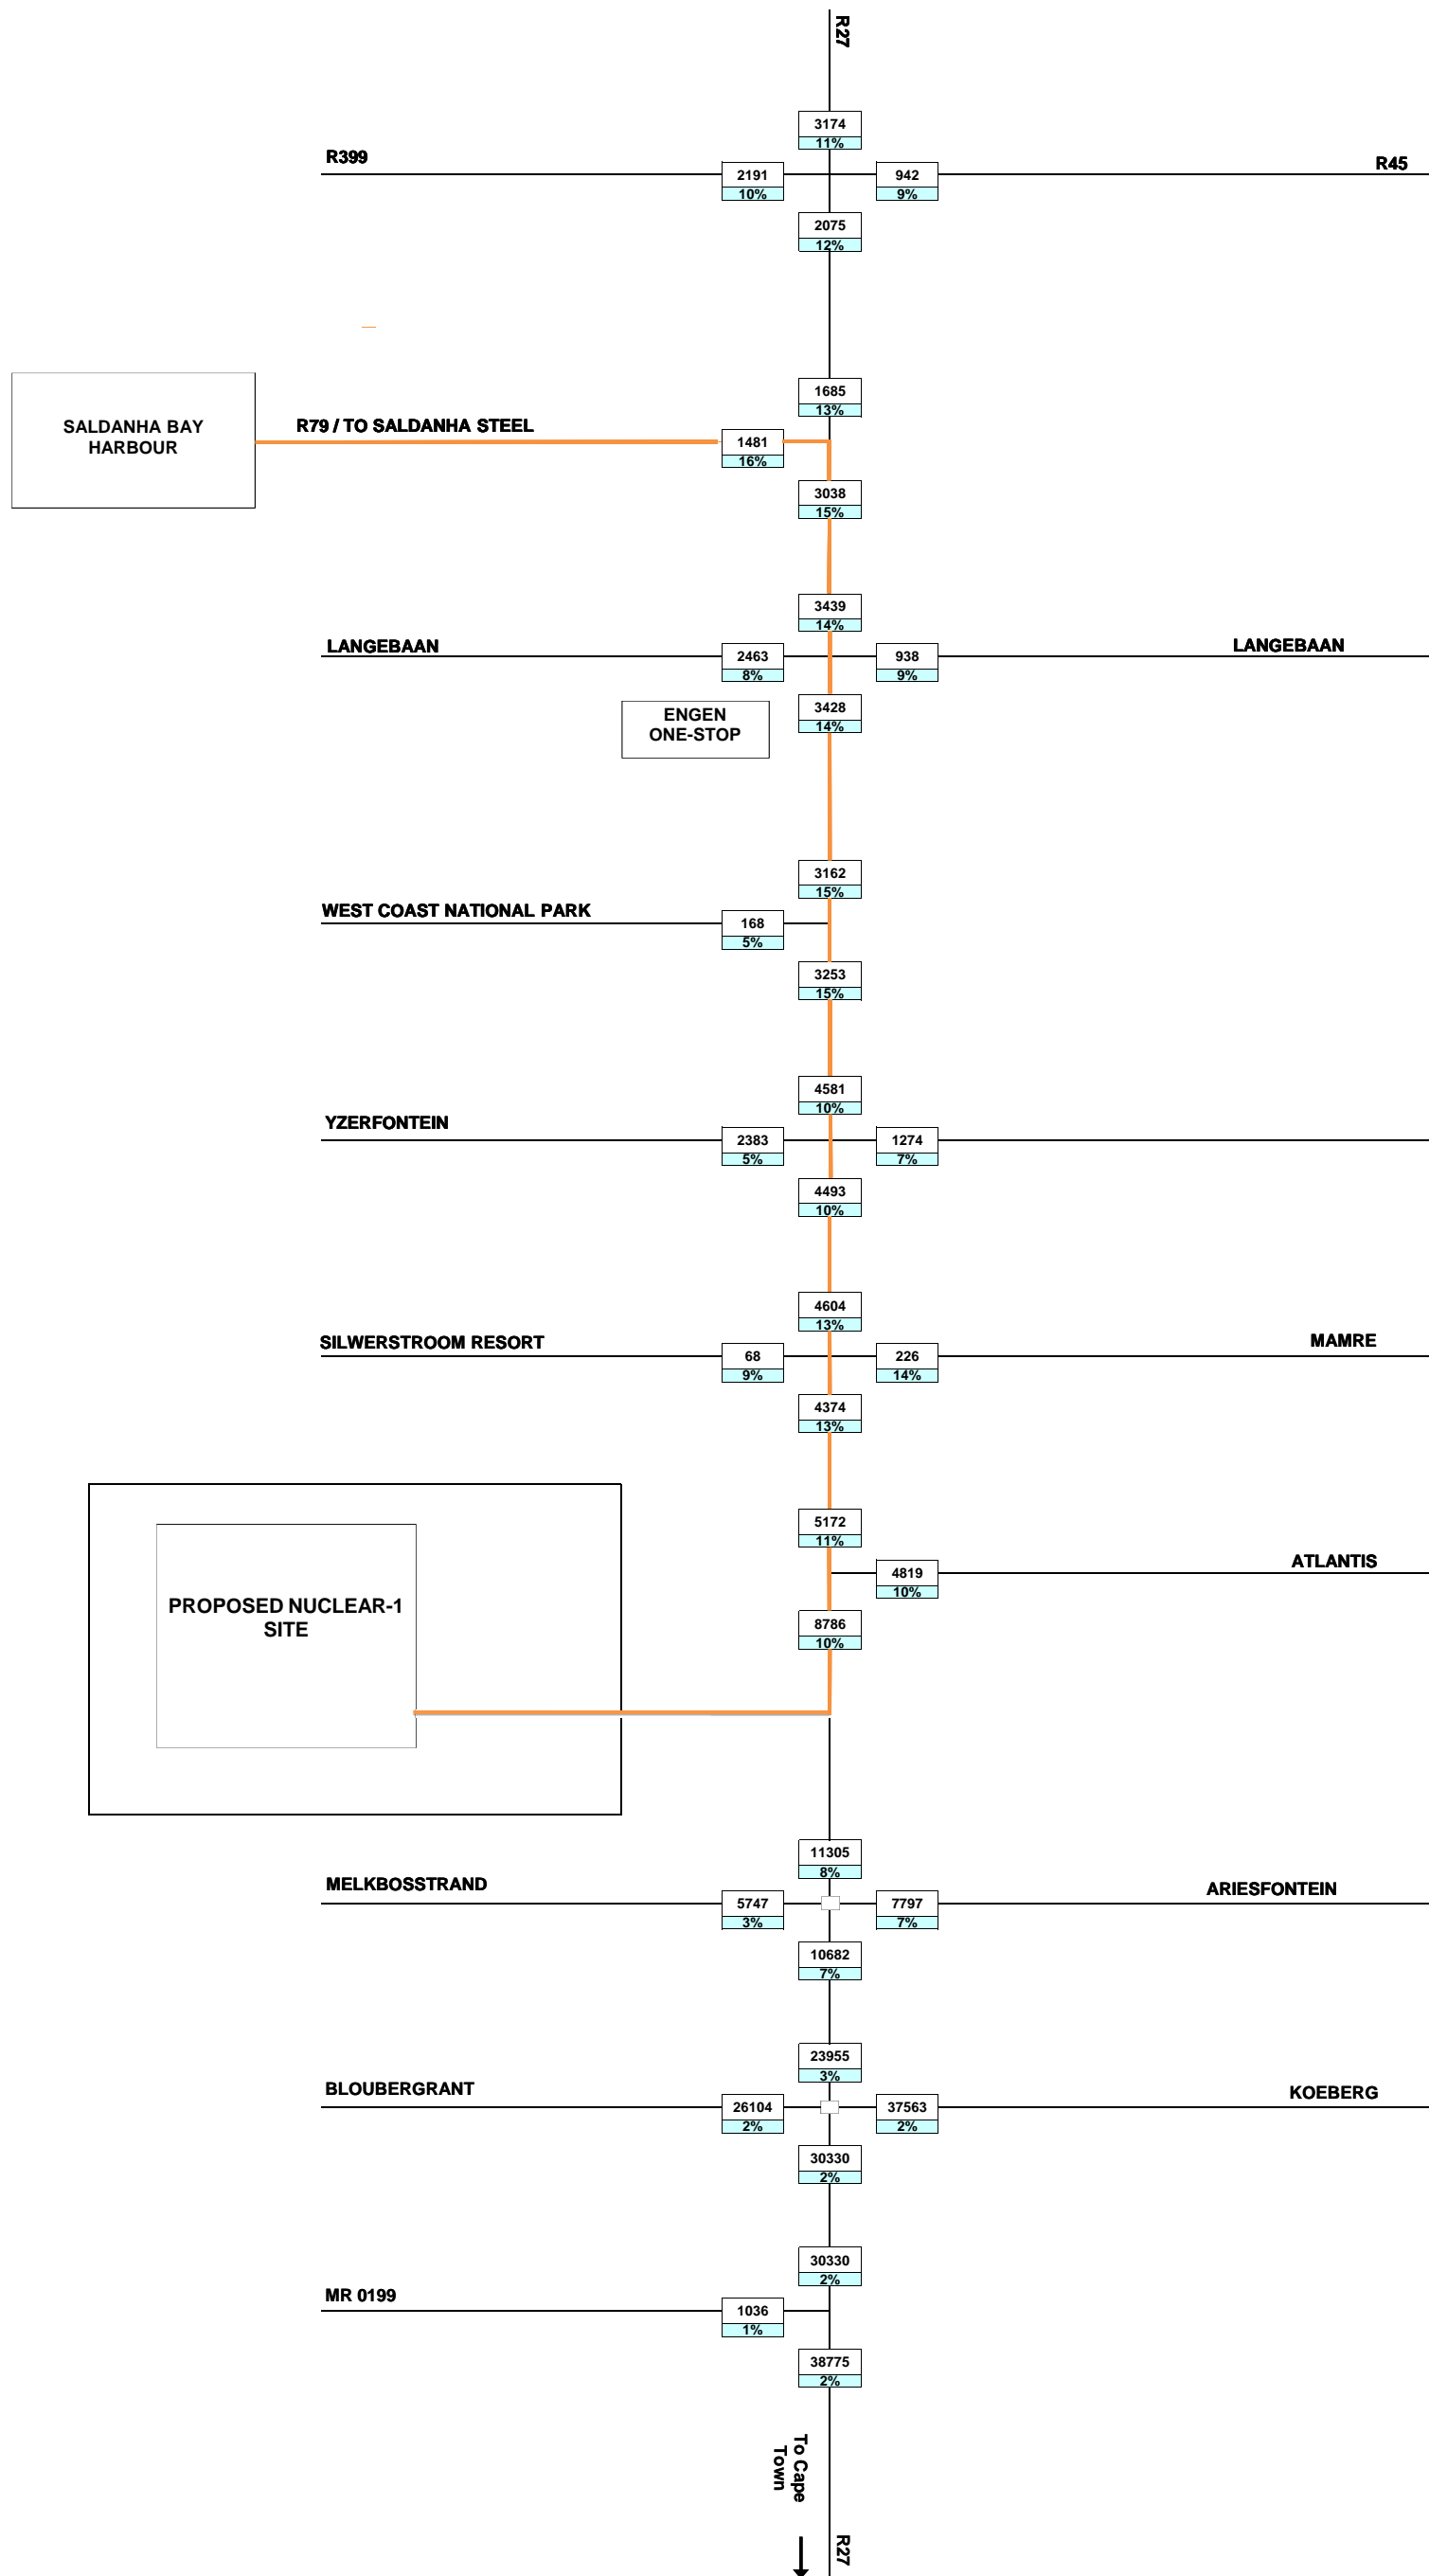 R27
3174
11%
R399
2191
10%
942
9%
R45
2075
12%
1685
13%
SALDANHA BAY
HARBOUR
R79 / TO SALDANHA STEEL
1481
16%
3038
15%
3439
14%
LANGEBAAN
2463
8%
938
9%
LANGEBAAN
3428
14%
ENGEN
ONE-STOP
3162
15%
WEST COAST NATIONAL PARK
168
5%
3253
15%
4581
10%
YZERFONTEIN
2383
5%
1274
7%
4493
10%
4604
13%
SILWERSTROOM RESORT
68
9%
226
14%
MAMRE
4374
13%
5172
11%
4819
10%
ATLANTIS
PROPOSED NUCLEAR-1
SITE
8786
10%
11305
8%
MELKBOSSTRAND
5747
3%
7797
7%
ARIESFONTEIN
10682
7%
23955
3%
BLOUBERGRANT
26104
2%
37563
2%
KOEBERG
30330
2%
30330
2%
MR 0199
1036
1%
38775
2%
To Cape
Town
R27